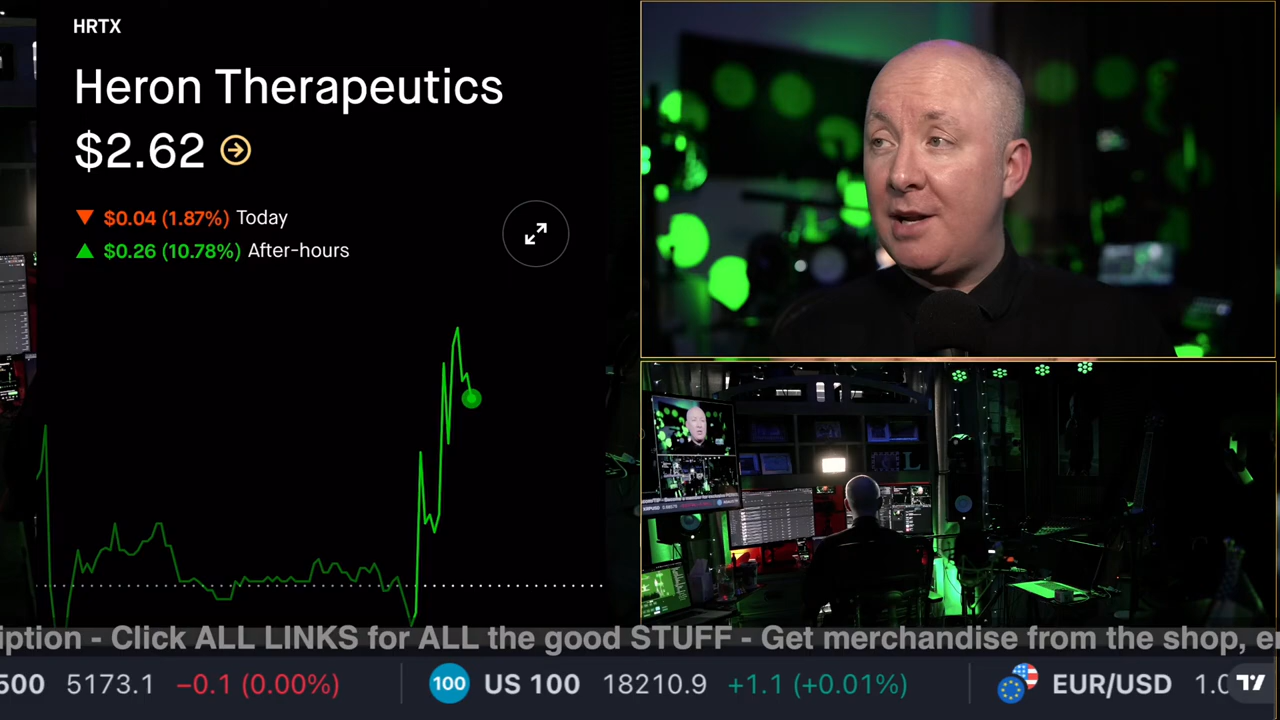 HRTX
Heron Therapeutics
$2.62
▼ $0.04 (1.87%) Today
▲ $0.26 (10.78%) After-hours
iption - Click ALL LINKS for ALL the good STUFF - Get merchandise from the shop, e
500 5173.1 −0.1 (0.00%) 100 US 100 18210.9 +1.1 (+0.01%) EUR/USD 1.0